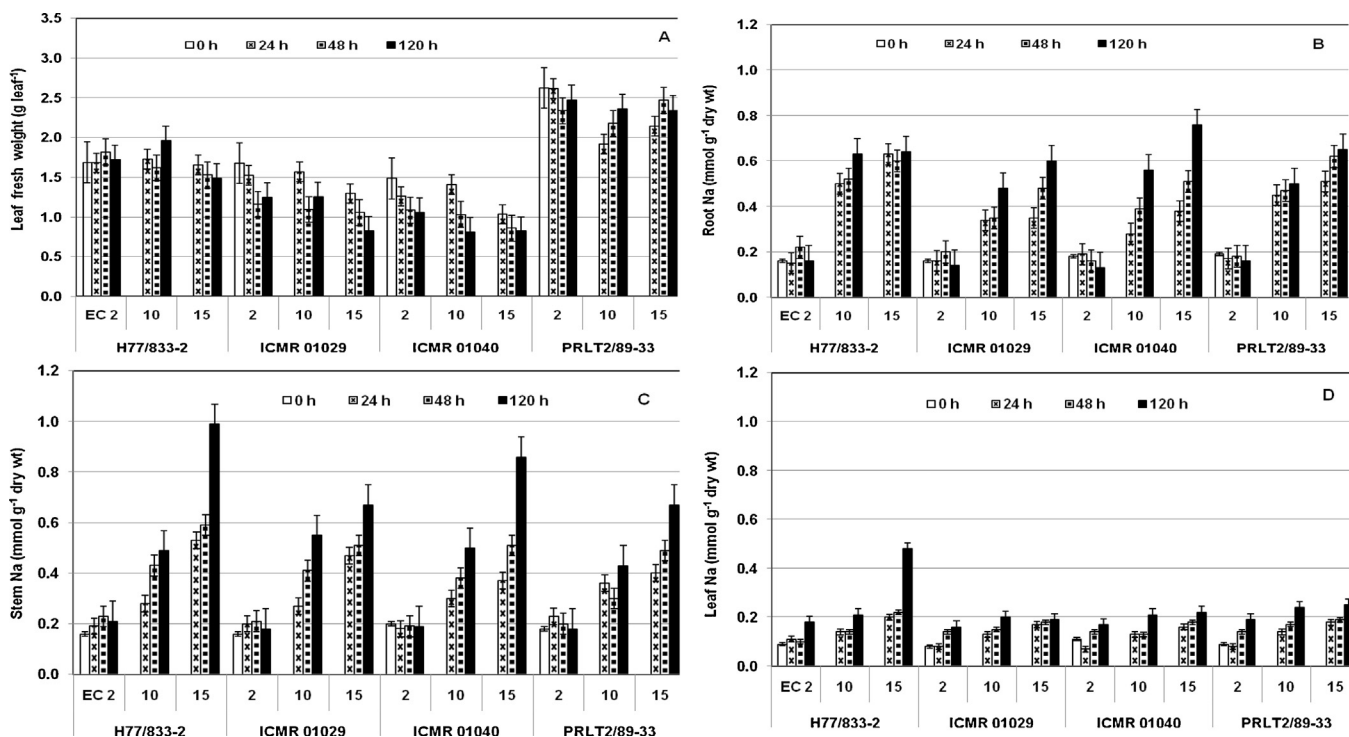 A
Leaf fresh weight (g leaf⁻¹)
3.5
3.0
2.5
2.0
1.5
1.0
0.5
0.0
0 h 24 h 48 h 120 h
EC 2 10 15 2 10 15 2 10 15 2 10 15
H77/833-2 ICMR 01029 ICMR 01040 PRLT2/89-33
B
Root Na (mmol g⁻¹ dry wt)
1.2
1.0
0.8
0.6
0.4
0.2
0.0
0 h 24 h 48 h 120 h
EC 2 10 15 2 10 15 2 10 15 2 10 15
H77/833-2 ICMR 01029 ICMR 01040 PRLT2/89-33
C
Stem Na (mmol g⁻¹ dry wt)
1.2
1.0
0.8
0.6
0.4
0.2
0.0
0 h 24 h 48 h 120 h
EC 2 10 15 2 10 15 2 10 15 2 10 15
H77/833-2 ICMR 01029 ICMR 01040 PRLT2/89-33
D
Leaf Na (mmol g⁻¹ dry wt)
1.2
1.0
0.8
0.6
0.4
0.2
0.0
0 h 24 h 48 h 120 h
EC 2 10 15 2 10 15 2 10 15 2 10 15
H77/833-2 ICMR 01029 ICMR 01040 PRLT2/89-33